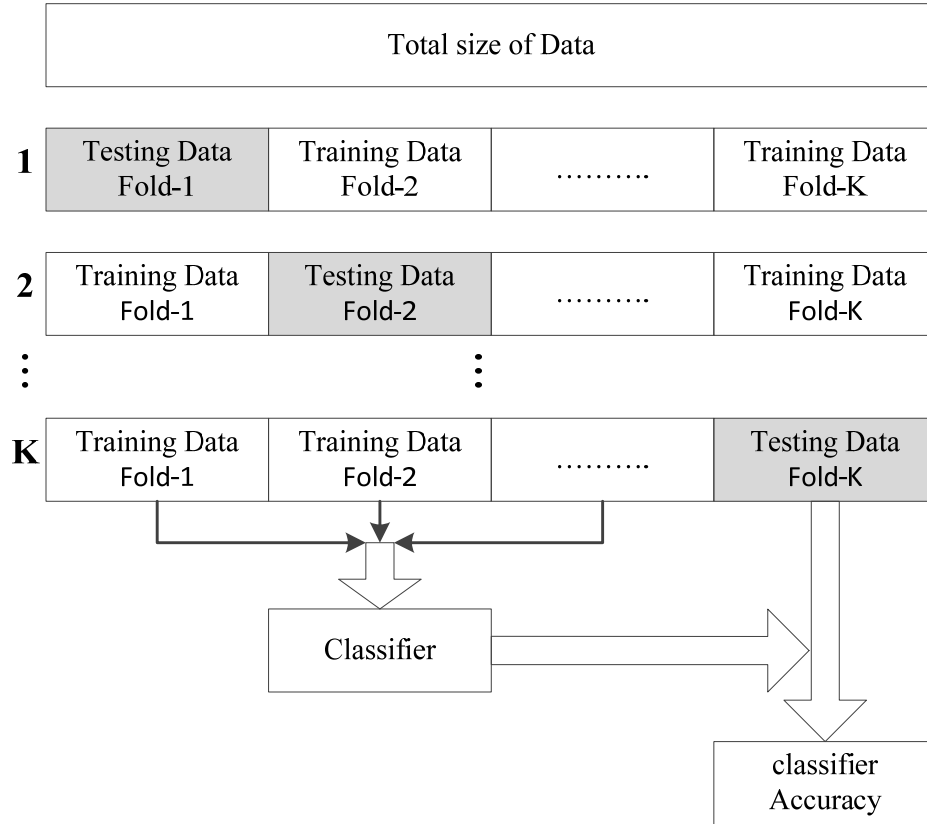 Total size of Data
1
Testing Data
Fold-1
Training Data
Fold-2
..........
Training Data
Fold-K
2
Training Data
Fold-1
Testing Data
Fold-2
..........
Training Data
Fold-K
K
Training Data
Fold-1
Training Data
Fold-2
..........
Testing Data
Fold-K
Classifier
classifier
Accuracy